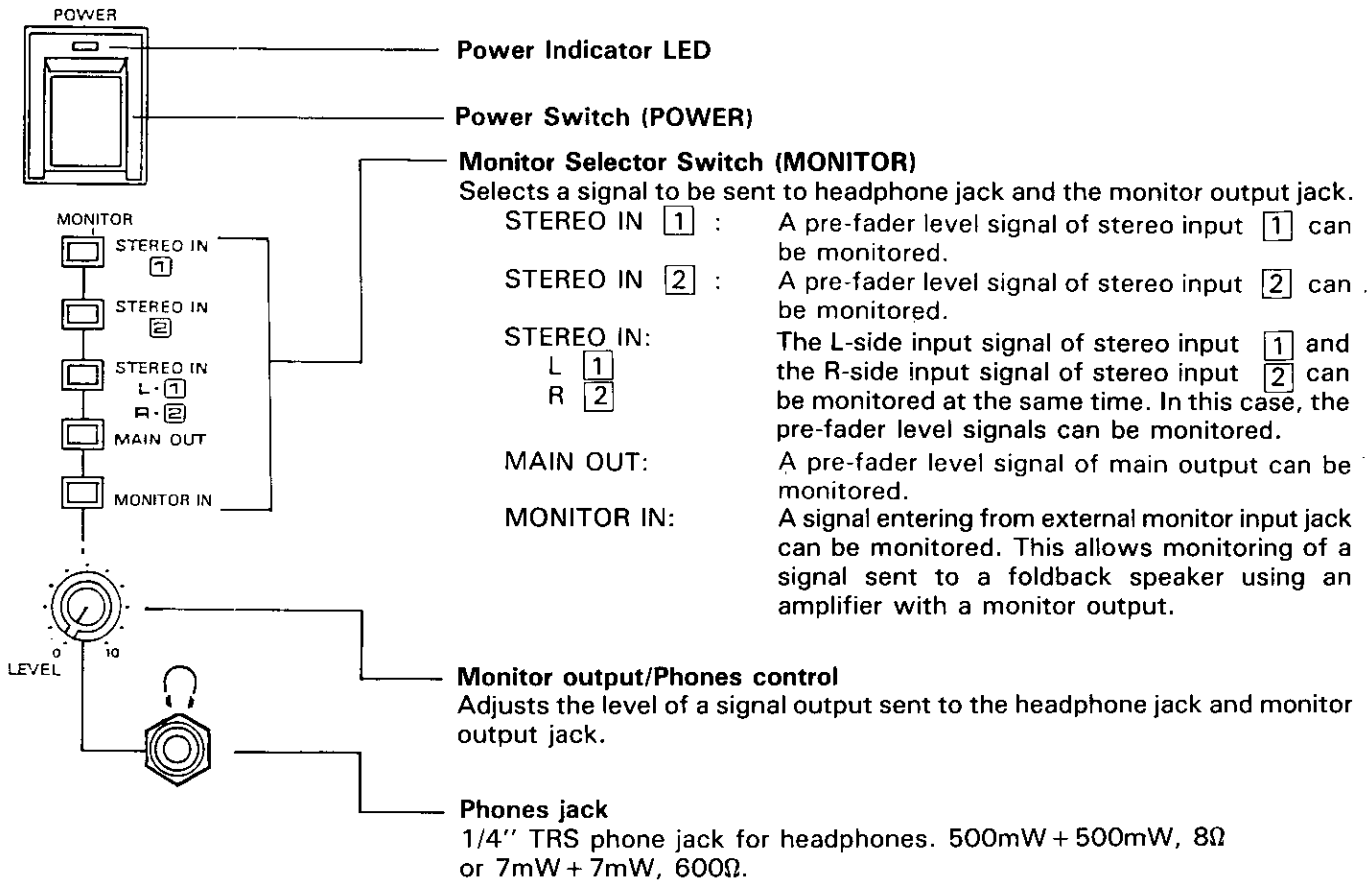 POWER
Power Indicator LED
Power Switch (POWER)
Monitor Selector Switch (MONITOR)
Selects a signal to be sent to headphone jack and the monitor output jack.
STEREO IN 1 : A pre-fader level signal of stereo input 1 can
be monitored.
STEREO IN 2 : A pre-fader level signal of stereo input 2 can
be monitored.
STEREO IN: The L-side input signal of stereo input 1 and
L 1 the R-side input signal of stereo input 2 can
R 2 be monitored at the same time. In this case, the
pre-fader level signals can be monitored.
MAIN OUT: A pre-fader level signal of main output can be
monitored.
MONITOR IN: A signal entering from external monitor input jack
can be monitored. This allows monitoring of a
signal sent to a foldback speaker using an
amplifier with a monitor output.
MONITOR
STEREO IN
1
STEREO IN
2
STEREO IN
L · 1
R · 2
MAIN OUT
MONITOR IN
0 10
LEVEL
Monitor output/Phones control
Adjusts the level of a signal output sent to the headphone jack and monitor
output jack.
Phones jack
1/4″ TRS phone jack for headphones. 500mW + 500mW, 8Ω
or 7mW + 7mW, 600Ω.